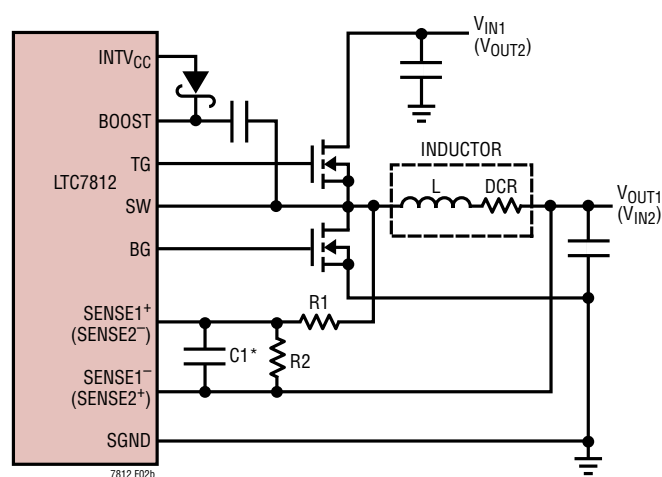 V_IN1
(V_OUT2)
INTV_CC
BOOST
TG
INDUCTOR
LTC7812
L
DCR
SW
V_OUT1
(V_IN2)
BG
SENSE1⁺
(SENSE2⁻)
R1
C1*
R2
SENSE1⁻
(SENSE2⁺)
SGND
7812 F02b